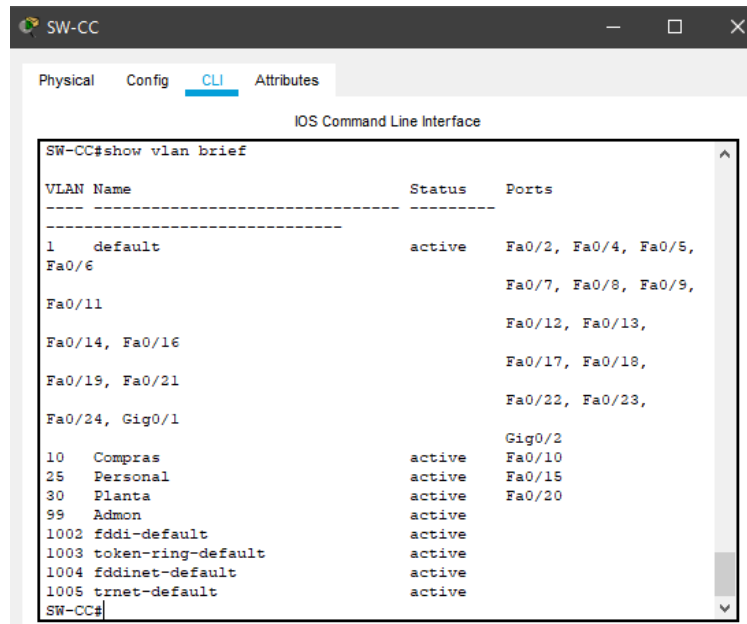 SW-CC
Physical Config CLI Attributes
IOS Command Line Interface
SW-CC#show vlan brief
VLAN Name Status Ports
---- -------------------------------- ---------
-------------------------------
1 default active Fa0/2, Fa0/4, Fa0/5,
Fa0/6
Fa0/7, Fa0/8, Fa0/9,
Fa0/11
Fa0/12, Fa0/13,
Fa0/14, Fa0/16
Fa0/17, Fa0/18,
Fa0/19, Fa0/21
Fa0/22, Fa0/23,
Fa0/24, Gig0/1
Gig0/2
10 Compras active Fa0/10
25 Personal active Fa0/15
30 Planta active Fa0/20
99 Admon active
1002 fddi-default active
1003 token-ring-default active
1004 fddinet-default active
1005 trnet-default active
SW-CC#